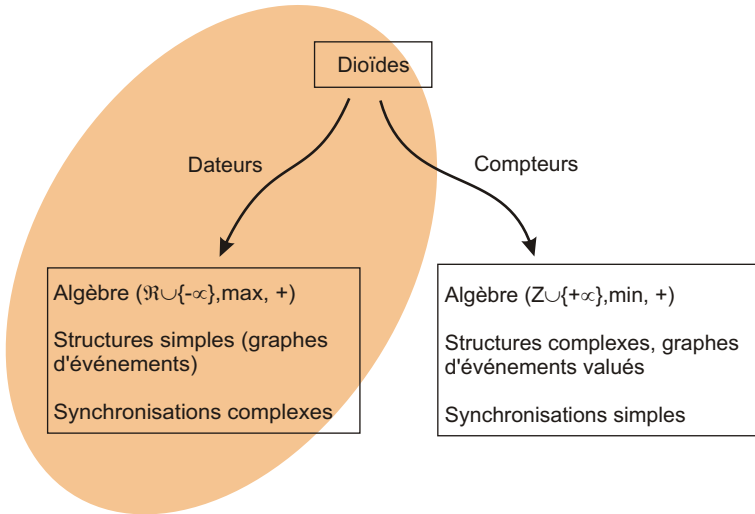 Dioïdes
Dateurs
Compteurs
Algèbre (ℜ∪{-∝},max, +)
Structures simples (graphes
d'événements)
Synchronisations complexes
Algèbre (Z∪{+∝},min, +)
Structures complexes, graphes
d'événements valués
Synchronisations simples